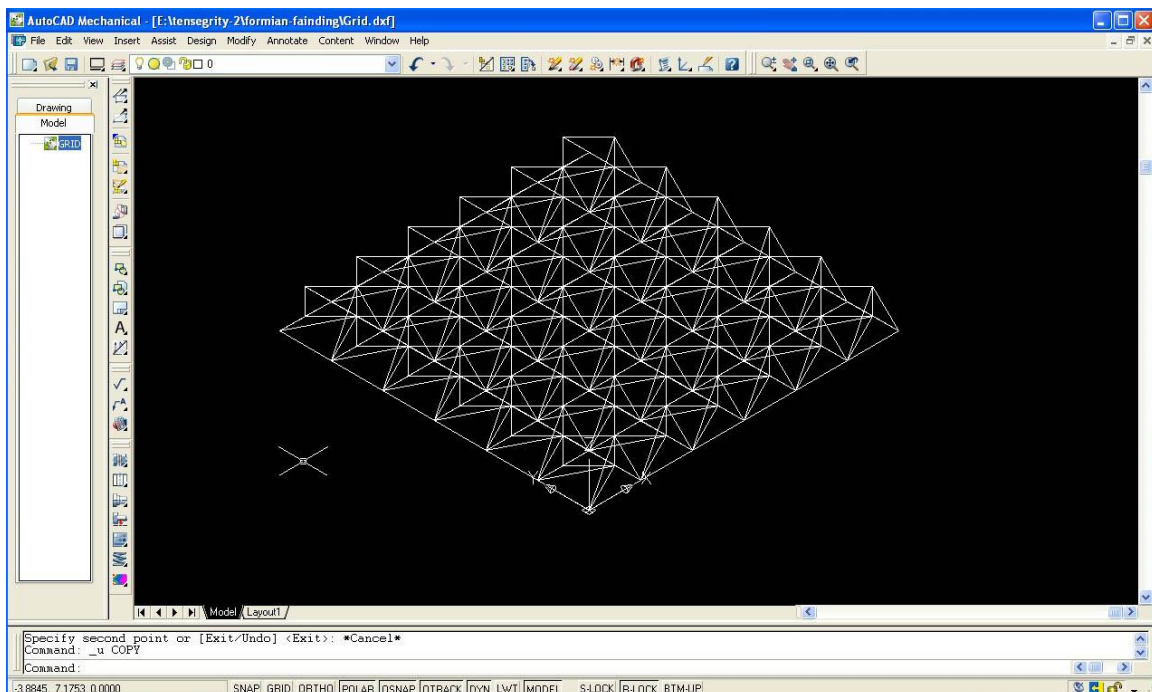 AutoCAD Mechanical - [E:\tensegrity-2\formian-fainding\Grid.dxf]
File Edit View Insert Assist Design Modify Annotate Content Window Help
0
Drawing
Model
GRID
X
Model Layout1
Specify second point or [Exit/Undo] <Exit>: *Cancel*
Command: _u COPY
Command:
-3.8845, 7.1753, 0.0000 SNAP GRID ORTHO POLAR OSNAP OTRACK DYN LWT MODEL S-LOCK R-LOCK BTM-UP